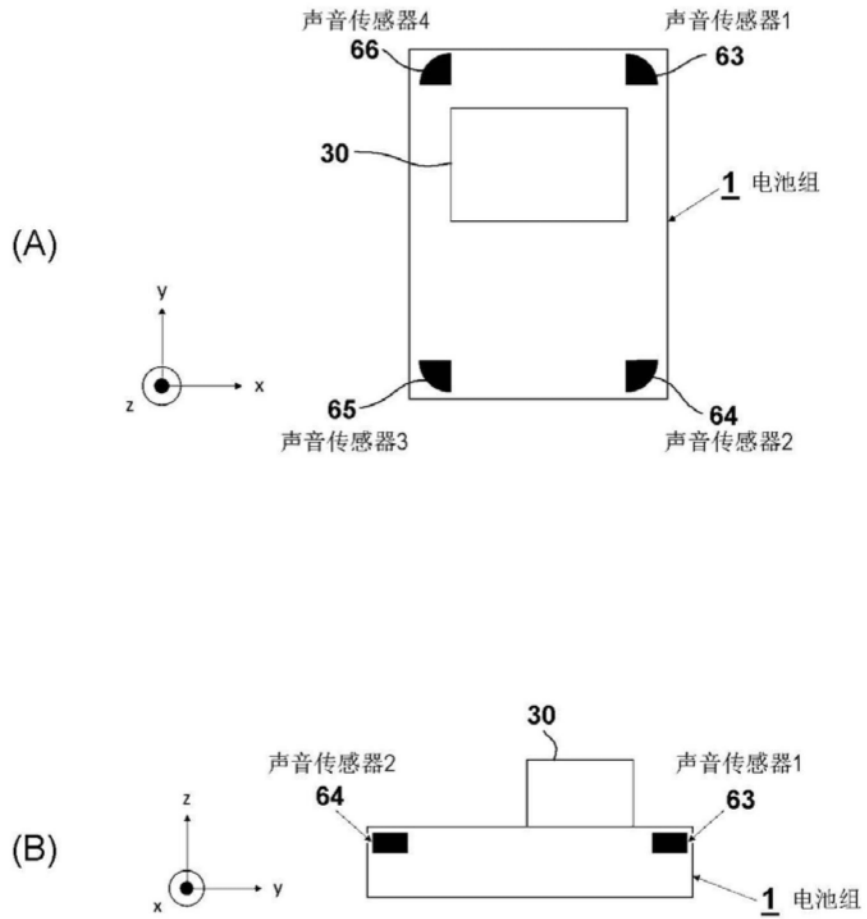 声音传感器4 声音传感器1
66 63
30
1 电池组
(A)
y
z x
65 64
声音传感器3 声音传感器2
30
声音传感器2 声音传感器1
64 63
z
(B)
x y
1 电池组